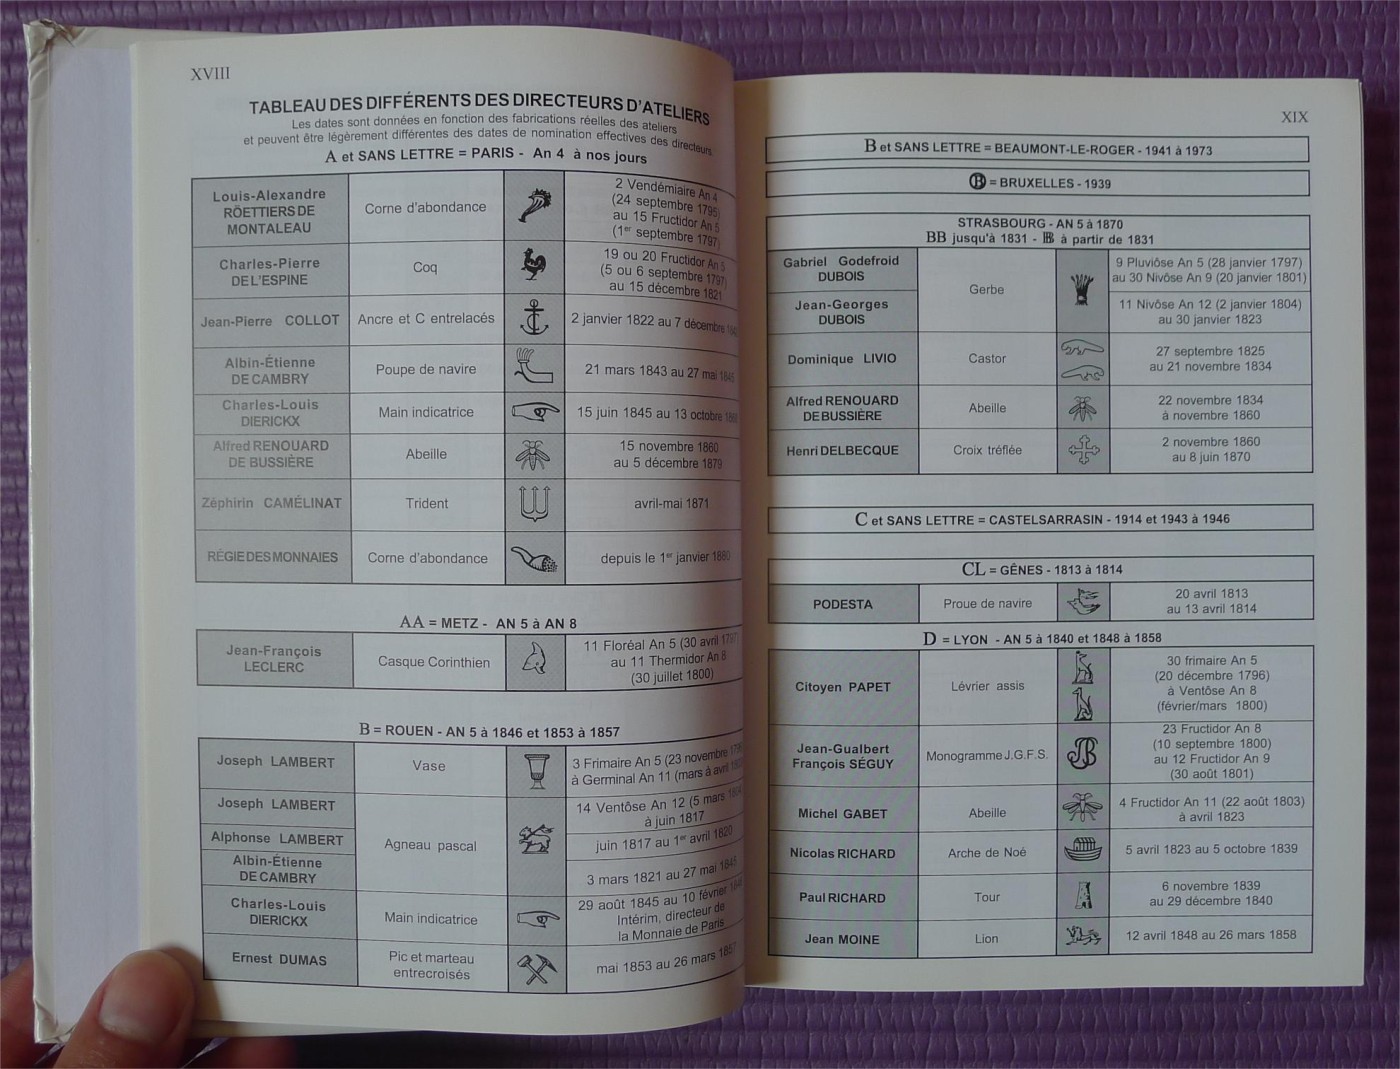 XVIII
TABLEAU DES DIFFÉRENTS DES DIRECTEURS D'ATELIERS
Les dates sont données en fonction des fabrications réelles des ateliers
et peuvent être légèrement différentes des dates de nomination effectives des directeurs
A et SANS LETTRE = PARIS - An 4 à nos jours
Louis-Alexandre
RÖETTIERS DE
MONTALEAU
Corne d'abondance
2 Vendémiaire An 4
(24 septembre 1795)
au 15 Fructidor An 5
(1er septembre 1797)
Charles-Pierre
DE L'ESPINE
Coq
19 ou 20 Fructidor An 5
(5 ou 6 septembre 1797)
au 15 décembre 1821
Jean-Pierre COLLOT
Ancre et C entrelacés
2 janvier 1822 au 7 décembre
Albin-Étienne
DE CAMBRY
Poupe de navire
21 mars 1843 au 27 mai 1845
Charles-Louis
DIERICKX
Main indicatrice
15 juin 1845 au 13 octobre 1860
Alfred RENOUARD
DE BUSSIÈRE
Abeille
15 novembre 1860
au 5 décembre 1879
Zéphirin CAMÉLINAT
Trident
avril-mai 1871
RÉGIE DES MONNAIES
Corne d'abondance
depuis le 1er janvier 1880
AA = METZ - AN 5 à AN 8
Jean-François
LECLERC
Casque Corinthien
11 Floréal An 5 (30 avril 1797)
au 11 Thermidor An 8
(30 juillet 1800)
B = ROUEN - AN 5 à 1846 et 1853 à 1857
Joseph LAMBERT
Vase
3 Frimaire An 5 (23 novembre 1796
à Germinal An 11 (mars à avril 1803
Joseph LAMBERT
14 Ventôse An 12 (5 mars 1804
à juin 1817
Alphonse LAMBERT
Agneau pascal
juin 1817 au 1er avril 1820
Albin-Étienne
DE CAMBRY
3 mars 1821 au 27 mai 1845
Charles-Louis
DIERICKX
Main indicatrice
29 août 1845 au 10 février 1846
Intérim, directeur de
la Monnaie de Paris
Ernest DUMAS
Pic et marteau
entrecroisés
mai 1853 au 26 mars 1857
XIX
B et SANS LETTRE = BEAUMONT-LE-ROGER - 1941 à 1973
B = BRUXELLES - 1939
STRASBOURG - AN 5 à 1870
BB jusqu'à 1831 - BB à partir de 1831
Gabriel Godefroid
DUBOIS
Gerbe
9 Pluviôse An 5 (28 janvier 1797)
au 30 Nivôse An 9 (20 janvier 1801)
Jean-Georges
DUBOIS
11 Nivôse An 12 (2 janvier 1804)
au 30 janvier 1823
Dominique LIVIO
Castor
27 septembre 1825
au 21 novembre 1834
Alfred RENOUARD
DE BUSSIÈRE
Abeille
22 novembre 1834
à novembre 1860
Henri DELBECQUE
Croix tréflée
2 novembre 1860
au 8 juin 1870
C et SANS LETTRE = CASTELSARRASIN - 1914 et 1943 à 1946
CL = GÊNES - 1813 à 1814
PODESTA
Proue de navire
20 avril 1813
au 13 avril 1814
D = LYON - AN 5 à 1840 et 1848 à 1858
Citoyen PAPET
Lévrier assis
30 frimaire An 5
(20 décembre 1796)
à Ventôse An 8
(février/mars 1800)
Jean-Gualbert
François SÉGUY
Monogramme J.G.F.S.
23 Fructidor An 8
(10 septembre 1800)
au 12 Fructidor An 9
(30 août 1801)
Michel GABET
Abeille
4 Fructidor An 11 (22 août 1803)
à avril 1823
Nicolas RICHARD
Arche de Noé
5 avril 1823 au 5 octobre 1839
Paul RICHARD
Tour
6 novembre 1839
au 29 décembre 1840
Jean MOINE
Lion
12 avril 1848 au 26 mars 1858